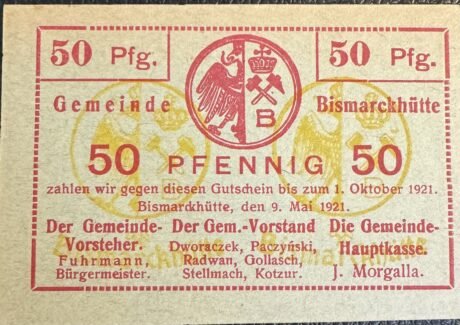 50 Pfg. 50 Pfg.
B
Gemeinde Bismarckhütte
50 PFENNIG 50
zahlen wir gegen diesen Gutschein bis zum 1. Oktober 1921.
Bismarckhütte, den 9. Mai 1921.
Der Gemeinde- Der Gem.-Vorstand Die Gemeinde-
Vorsteher. Dworaczek, Paczyński, Hauptkasse.
Fuhrmann, Radwan, Gollasch,
Bürgermeister. Stellmach, Kotzur. J. Morgalla.